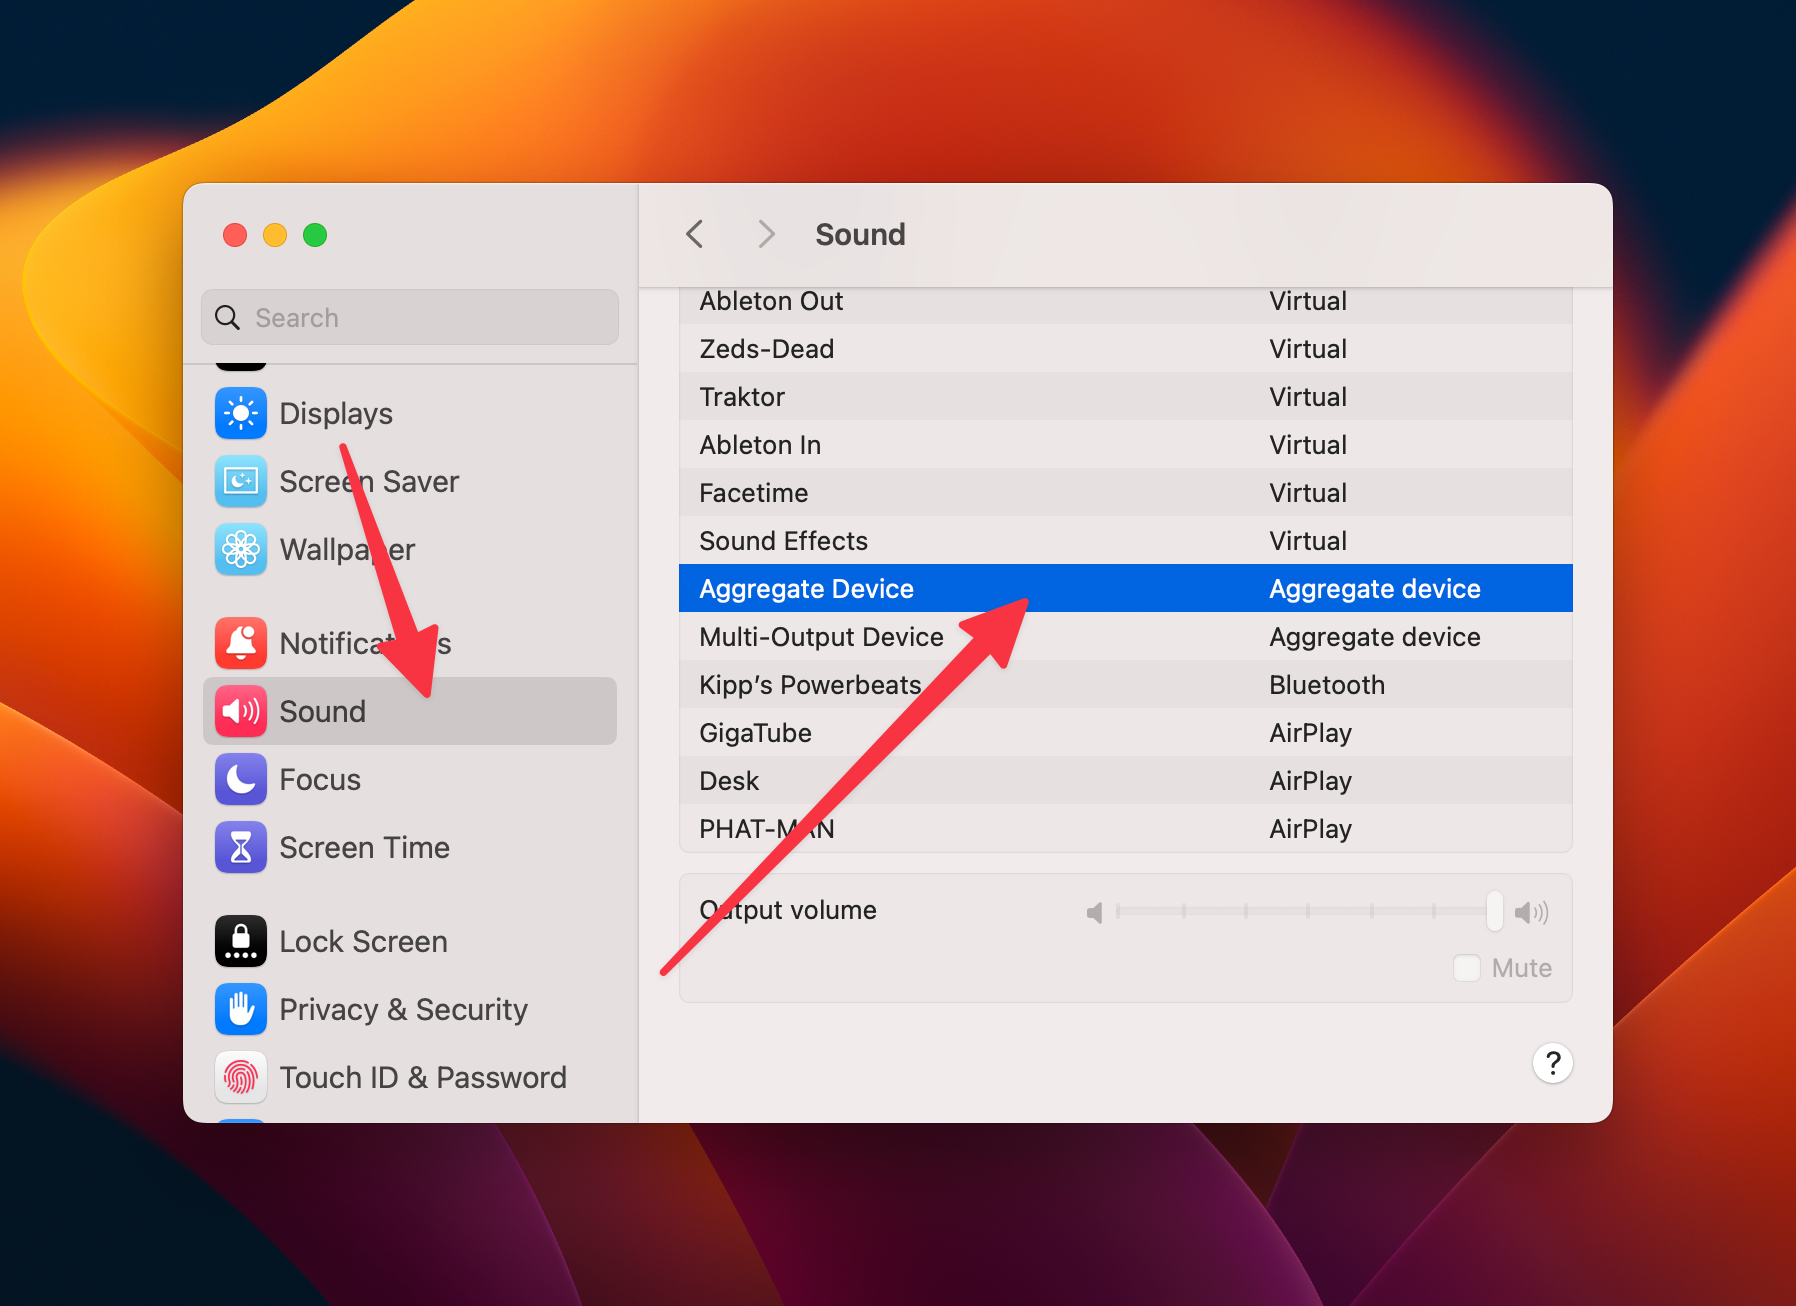 Search
Displays
Screen Saver
Wallpaper
Notifications
Sound
Focus
Screen Time
Lock Screen
Privacy & Security
Touch ID & Password
Sound
Ableton Out Virtual
Zeds-Dead Virtual
Traktor Virtual
Ableton In Virtual
Facetime Virtual
Sound Effects Virtual
Aggregate Device Aggregate device
Multi-Output Device Aggregate device
Kipp’s Powerbeats Bluetooth
GigaTube AirPlay
Desk AirPlay
PHAT-MAN AirPlay
Output volume
Mute
?